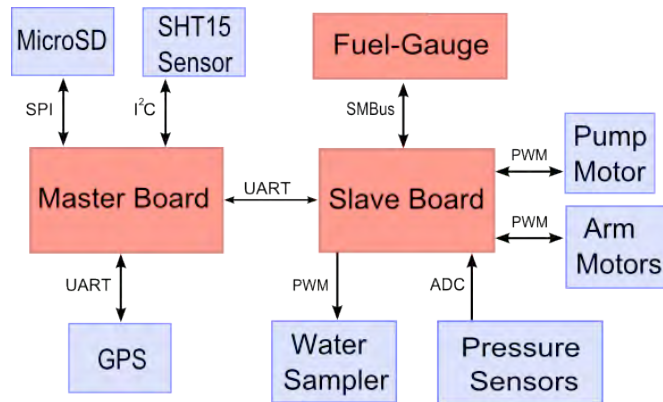 MicroSD
SHT15
Sensor
Fuel-Gauge
SPI
I²C
SMBus
Pump
Motor
PWM
Master Board
UART
Slave Board
PWM
Arm
Motors
UART
PWM
ADC
GPS
Water
Sampler
Pressure
Sensors